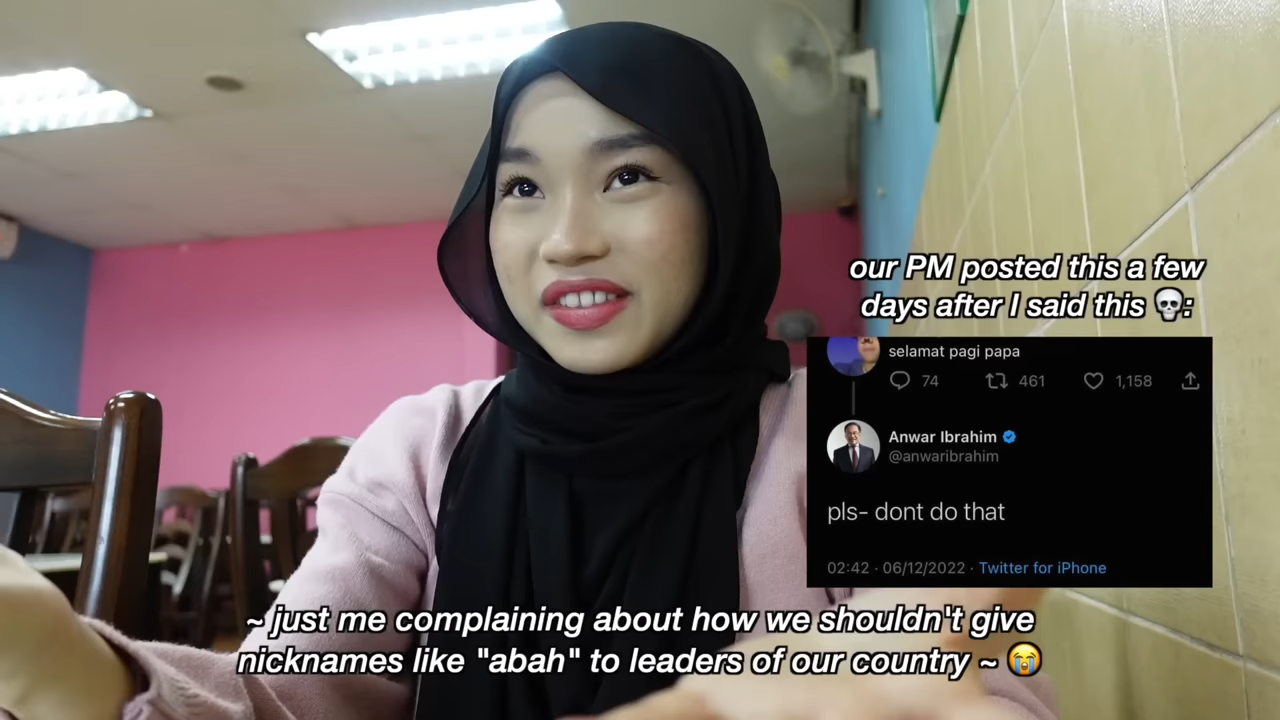 our PM posted this a few
days after I said this 💀:
selamat pagi papa
74 461 1,158
Anwar Ibrahim
@anwaribrahim
pls- dont do that
02:42 · 06/12/2022 · Twitter for iPhone
~ just me complaining about how we shouldn't give
nicknames like "abah" to leaders of our country ~ 😭